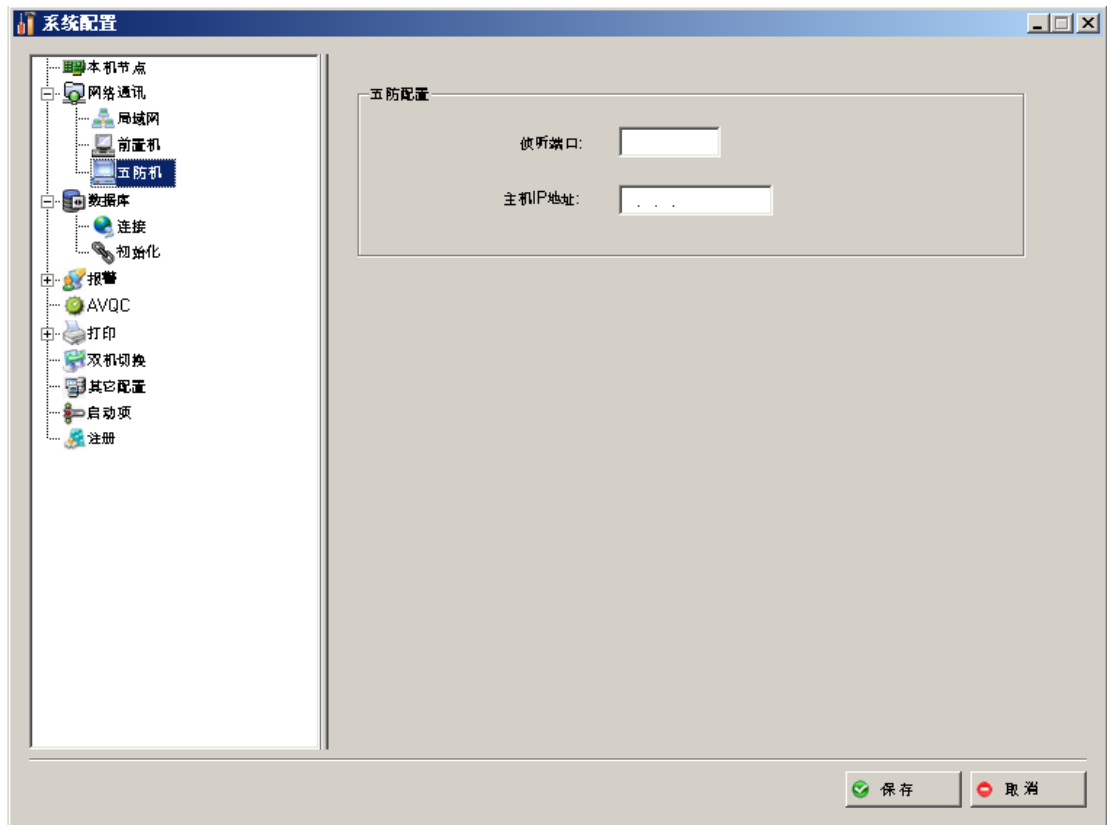 系统配置
本机节点
网络通讯
局域网
前置机
五防机
数据库
连接
初始化
报警
AVQC
打印
双机切换
其它配置
启动项
注册
五防配置
侦听端口:
主机IP地址:
. . .
保存
取消